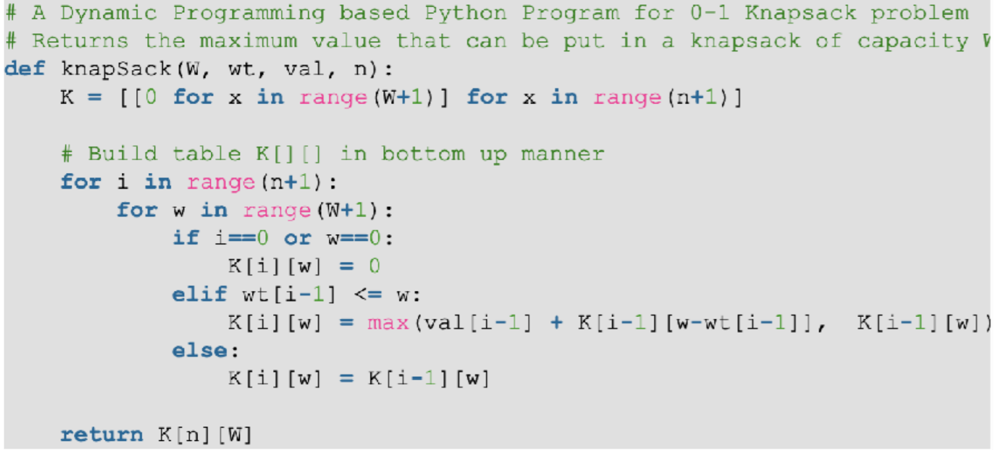 # A Dynamic Programming based Python Program for 0-1 Knapsack problem
# Returns the maximum value that can be put in a knapsack of capacity W
def knapSack(W, wt, val, n):
    K = [[0 for x in range(W+1)] for x in range(n+1)]
    # Build table K[][] in bottom up manner
    for i in range(n+1):
        for w in range(W+1):
            if i==0 or w==0:
                K[i][w] = 0
            elif wt[i-1] <= w:
                K[i][w] = max(val[i-1] + K[i-1][w-wt[i-1]],  K[i-1][w])
            else:
                K[i][w] = K[i-1][w]
    return K[n][W]